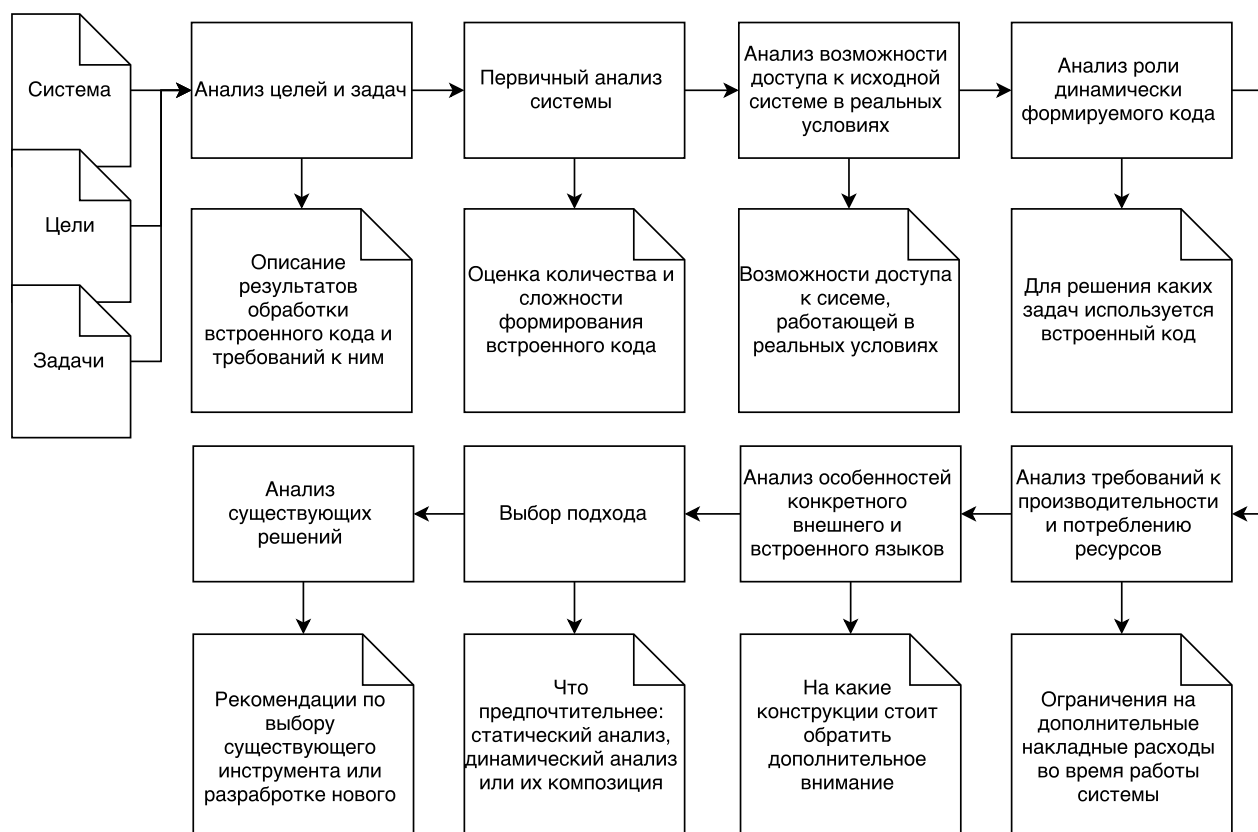 Система
Цели
Задачи
Анализ целей и задач
Первичный анализ
системы
Анализ возможности
доступа к исходной
системе в реальных
условиях
Анализ роли
динамически
формируемого кода
Описание
результатов
обработки
встроенного кода и
требований к ним
Оценка количества и
сложности
формирования
встроенного кода
Возможности доступа
к сисеме,
работающей в
реальных условиях
Для решения каких
задач используется
встроенный код
Анализ
существующих
решений
Выбор подхода
Анализ особенностей
конкретного
внешнего и
встроенного языков
Анализ требований к
производительности
и потреблению
ресурсов
Рекомендации по
выбору
существующего
инструмента или
разрабротке нового
Что
предпочтительнее:
статический анализ,
динамический анализ
или их композиция
На какие
конструкции стоит
обратить
дополнительное
внимание
Ограничения на
дополнительные
накладные расходы
во время работы
системы